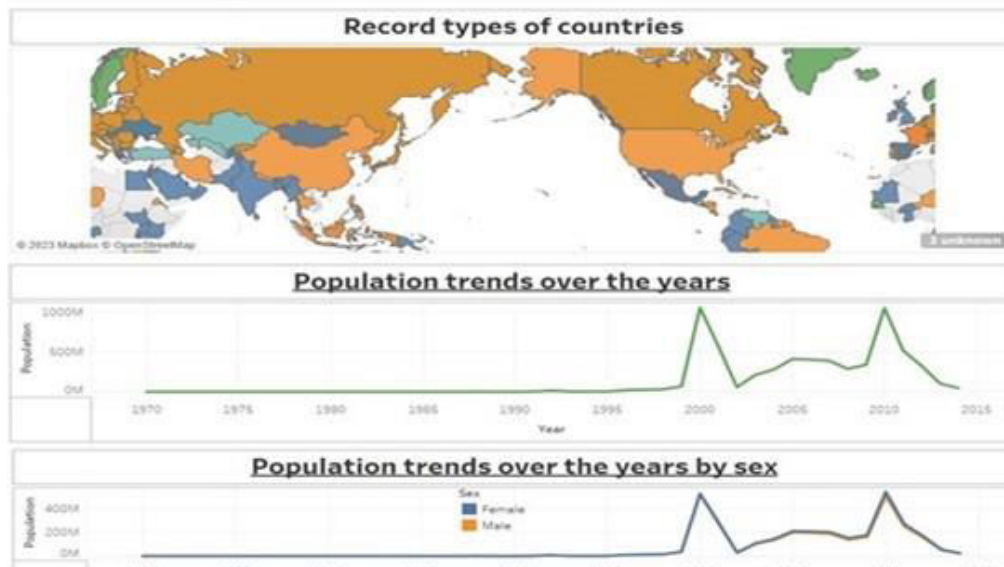 Record types of countries
© 2023 Mapbox © OpenStreetMap
3 unknown
Population trends over the years
1000M
500M
0M
Population
1970 1975 1980 1985 1990 1995 2000 2005 2010 2015
Year
Population trends over the years by sex
Sex
Female
Male
400M
200M
0M
Population